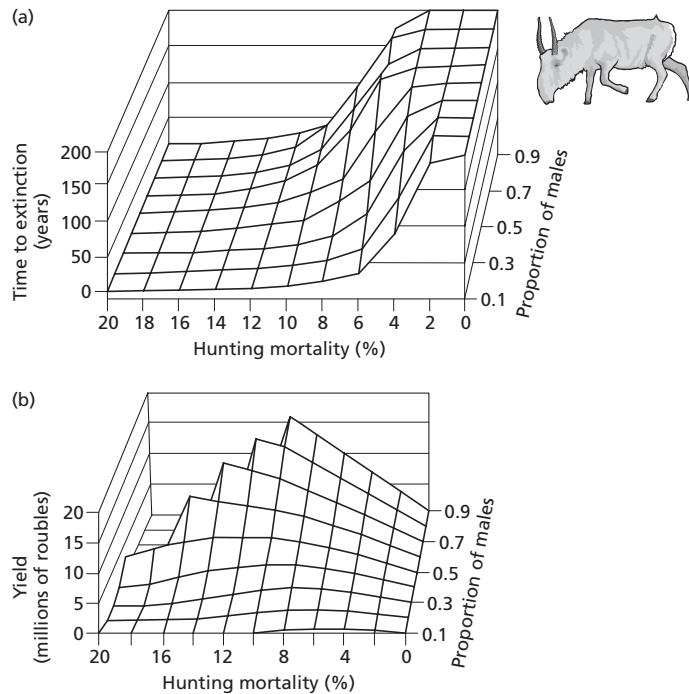 (a)
200
150
100
50
0
Time to extinction
(years)
20 18 16 14 12 10 8 6 4 2 0
Hunting mortality (%)
0.9
0.7
0.5
0.3
0.1
Proportion of males
(b)
20
15
10
5
0
Yield
(millions of roubles)
20 16 12 8 4 0
Hunting mortality (%)
0.9
0.7
0.5
0.3
0.1
Proportion of males